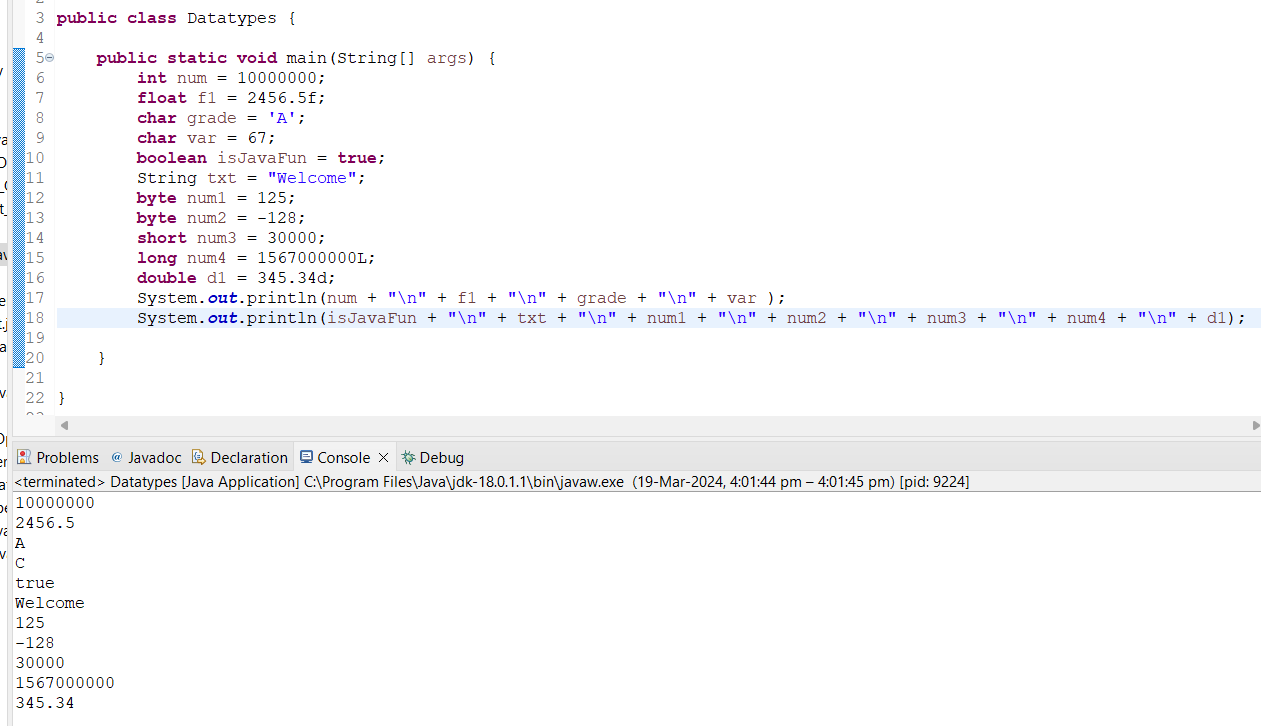 3 public class Datatypes {
4
5 public static void main(String[] args) {
6 int num = 10000000;
7 float f1 = 2456.5f;
8 char grade = 'A';
9 char var = 67;
10 boolean isJavaFun = true;
11 String txt = "Welcome";
12 byte num1 = 125;
13 byte num2 = -128;
14 short num3 = 30000;
15 long num4 = 1567000000L;
16 double d1 = 345.34d;
17 System.out.println(num + "\n" + f1 + "\n" + grade + "\n" + var );
18 System.out.println(isJavaFun + "\n" + txt + "\n" + num1 + "\n" + num2 + "\n" + num3 + "\n" + num4 + "\n" + d1);
19
20 }
21
22 }
Problems @ Javadoc Declaration Console Debug
<terminated> Datatypes [Java Application] C:\Program Files\Java\jdk-18.0.1.1\bin\javaw.exe (19-Mar-2024, 4:01:44 pm – 4:01:45 pm) [pid: 9224]
10000000
2456.5
A
C
true
Welcome
125
-128
30000
1567000000
345.34